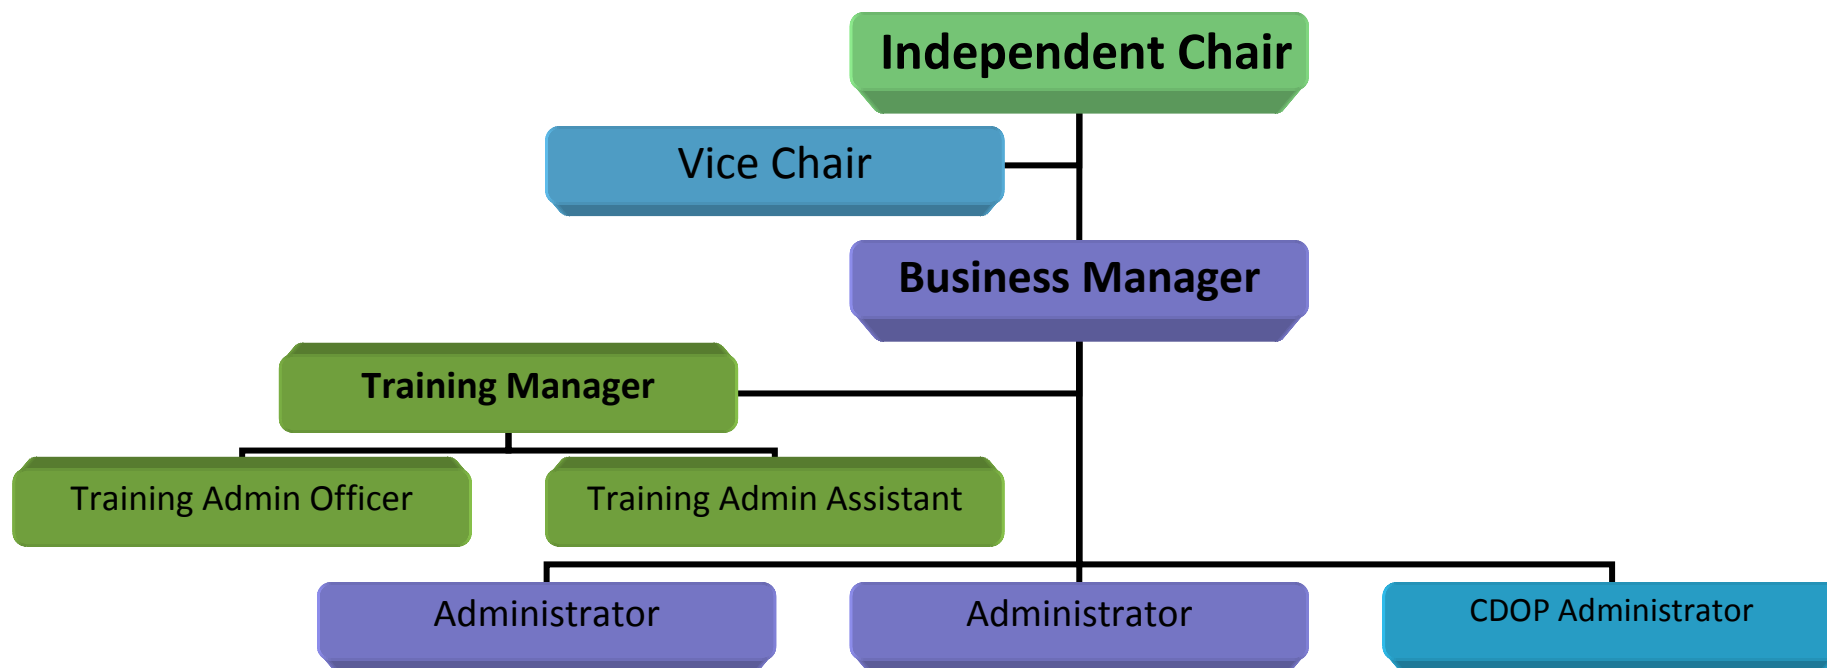 Independent Chair
Vice Chair
Business Manager
Training Manager
Training Admin Officer
Training Admin Assistant
Administrator
Administrator
CDOP Administrator